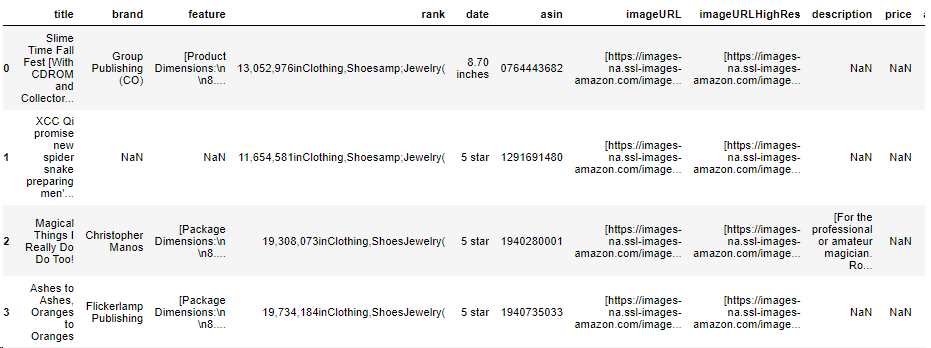 title brand feature rank date asin imageURL imageURLHighRes description price
0
Slime
Time Fall
Fest [With
CDROM
and
Collector...
Group
Publishing
(CO)
[Product
Dimensions:\n
\n8....
13,052,976inClothing,Shoesamp;Jewelry(
8.70
inches
0764443682
[https://images-
na.ssl-images-
amazon.com/image...
[https://images-
na.ssl-images-
amazon.com/image...
NaN
NaN
1
XCC Qi
promise
new
spider
snake
preparing
men'...
NaN
NaN
11,654,581inClothing,Shoesamp;Jewelry(
5 star
1291691480
[https://images-
na.ssl-images-
amazon.com/image...
[https://images-
na.ssl-images-
amazon.com/image...
NaN
NaN
2
Magical
Things I
Really Do
Do Too!
Christopher
Manos
[Package
Dimensions:\n
\n8....
19,308,073inClothing,ShoesJewelry(
5 star
1940280001
[https://images-
na.ssl-images-
amazon.com/image...
[https://images-
na.ssl-images-
amazon.com/image...
[For the
professional
or amateur
magician.
Ro...
NaN
3
Ashes to
Ashes,
Oranges
to
Oranges
Flickerlamp
Publishing
[Package
Dimensions:\n
\n8....
19,734,184inClothing,ShoesJewelry(
5 star
1940735033
[https://images-
na.ssl-images-
amazon.com/image...
[https://images-
na.ssl-images-
amazon.com/image...
NaN
NaN